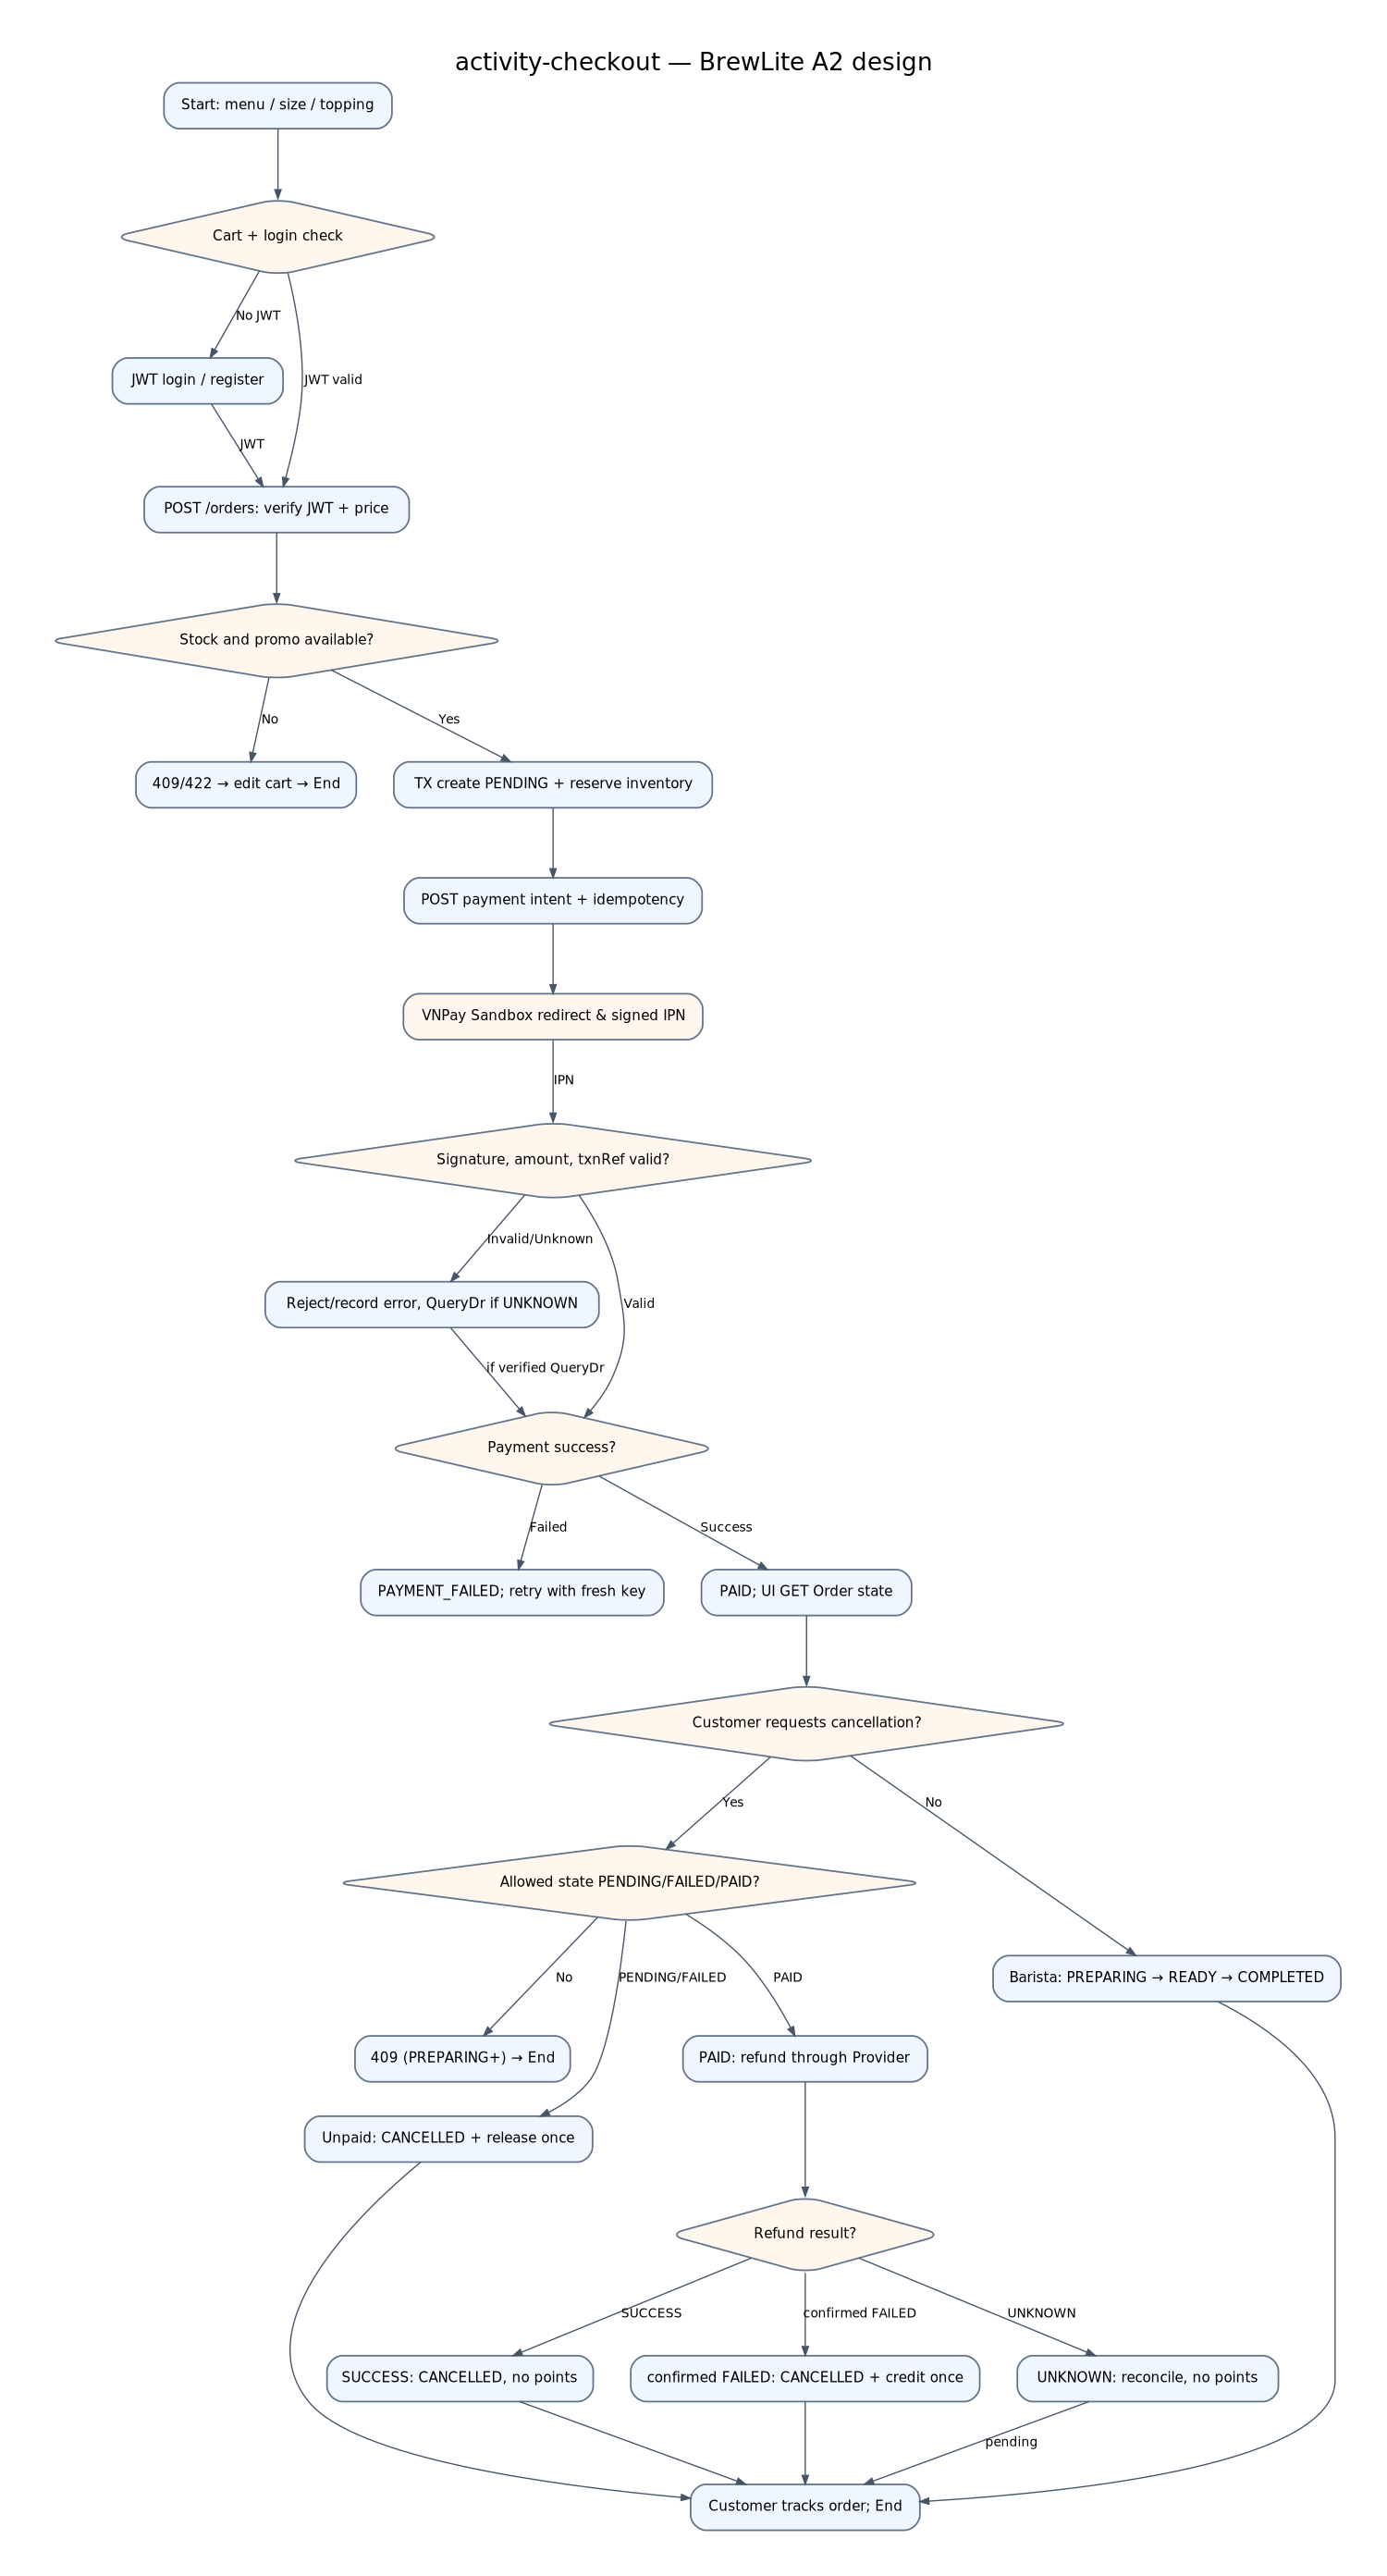 activity-checkout — BrewLite A2 design
Start: menu / size / topping
Cart + login check
No JWT
JWT login / register
JWT valid
JWT
POST /orders: verify JWT + price
Stock and promo available?
No
Yes
409/422 → edit cart → End
TX create PENDING + reserve inventory
POST payment intent + idempotency
VNPay Sandbox redirect & signed IPN
IPN
Signature, amount, txnRef valid?
Invalid/Unknown
Reject/record error, QueryDr if UNKNOWN
Valid
if verified QueryDr
Payment success?
Failed
Success
PAYMENT_FAILED; retry with fresh key
PAID; UI GET Order state
Customer requests cancellation?
Yes
No
Allowed state PENDING/FAILED/PAID?
No
PENDING/FAILED
PAID
Barista: PREPARING → READY → COMPLETED
409 (PREPARING+) → End
PAID: refund through Provider
Unpaid: CANCELLED + release once
Refund result?
SUCCESS
confirmed FAILED
UNKNOWN
SUCCESS: CANCELLED, no points
confirmed FAILED: CANCELLED + credit once
UNKNOWN: reconcile, no points
pending
Customer tracks order; End